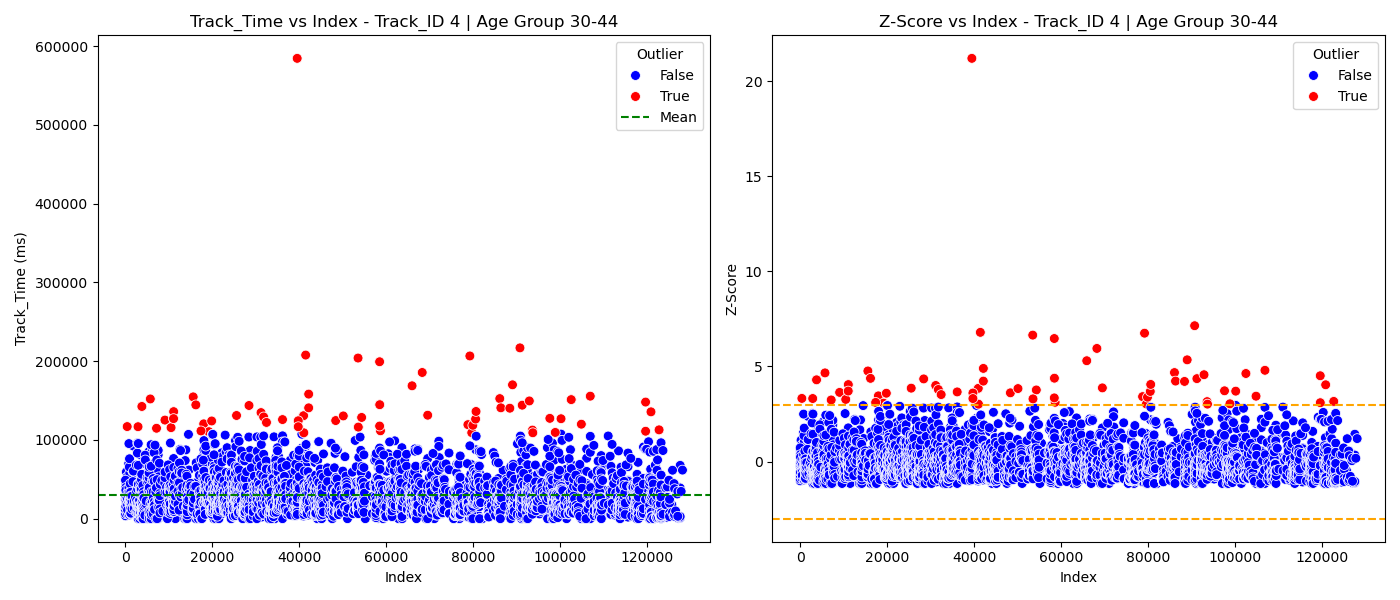 Track_Time vs Index - Track_ID 4 | Age Group 30-44
Outlier
False
True
Mean
600000
500000
400000
300000
200000
100000
0
Track_Time (ms)
0
20000
40000
60000
80000
100000
120000
Index
Z-Score vs Index - Track_ID 4 | Age Group 30-44
Outlier
False
True
20
15
10
5
0
Z-Score
0
20000
40000
60000
80000
100000
120000
Index